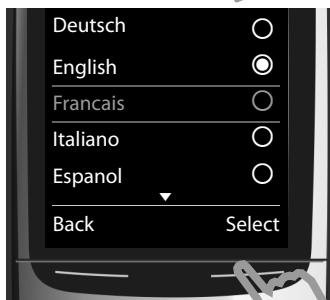 Deutsch
English
Francais
Italiano
Espanol
Back Select